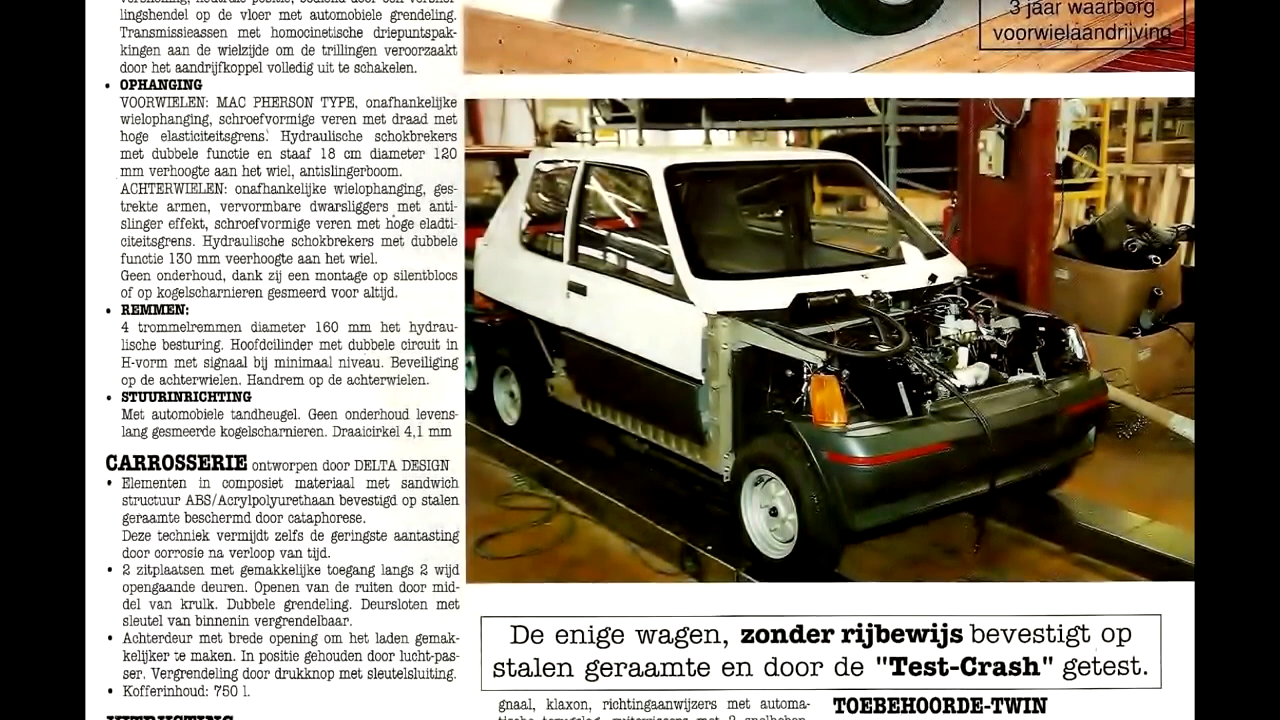 lingshendel op de vloer met automobiele grendeling.
Transmissieassen met homocinetische driepuntspak-
kingen aan de wielzijde om de trillingen veroorzaakt
door het aandrijfkoppel volledig uit te schakelen.
• OPHANGING
VOORWIELEN: MAC PHERSON TYPE, onafhankelijke
wielophanging, schroefvormige veren met draad met
hoge elasticiteitsgrens. Hydraulische schokbrekers
met dubbele functie en staaf 18 cm diameter 120
mm verhoogte aan het wiel, antislingerboom.
ACHTERWIELEN: onafhankelijke wielophanging, ges-
trekte armen, vervormbare dwarsliggers met anti-
slinger effekt, schroefvormige veren met hoge eladti-
citeitsgrens. Hydraulische schokbrekers met dubbele
functie 130 mm veerhoogte aan het wiel.
Geen onderhoud, dank zij een montage op silentblocs
of op kogelscharnieren gesmeerd voor altijd.
• REMMEN:
4 trommelremmen diameter 160 mm het hydrau-
lische besturing. Hoofdcilinder met dubbele circuit in
H-vorm met signaal bij minimaal niveau. Beveiliging
op de achterwielen. Handrem op de achterwielen.
• STUURINRICHTING
Met automobiele tandheugel. Geen onderhoud levens-
lang gesmeerde kogelscharnieren. Draaicirkel 4,1 mm
CARROSSERIE ontworpen door DELTA DESIGN
• Elementen in composiet materiaal met sandwich
structuur ABS/Acrylpolyurethaan bevestigd op stalen
geraamte beschermd door cataphorese.
Deze techniek vermijdt zelfs de geringste aantasting
door corrosie na verloop van tijd.
• 2 zitplaatsen met gemakkelijke toegang langs 2 wijd
opengaande deuren. Openen van de ruiten door mid-
del van kruik. Dubbele grendeling. Deursloten met
sleutel van binnenin vergrendelbaar.
• Achterdeur met brede opening om het laden gemak-
kelijker te maken. In positie gehouden door lucht-pas-
ser. Vergrendeling door drukknop met sleutelsluiting.
• Kofferinhoud: 750 l.
UITRUSTING
3 jaar waarborg
voorwielaandrijving
De enige wagen, zonder rijbewijs bevestigt op
stalen geraamte en door de "Test-Crash" getest.
gnaal, klaxon, richtingaanwijzers met automa-
TOEBEHOORDE-TWIN